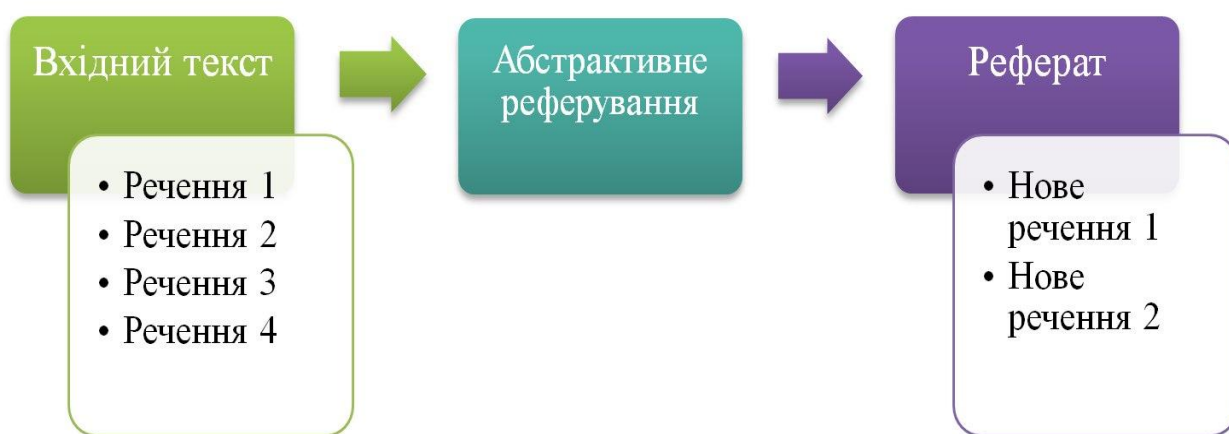 Вхідний текст
• Речення 1
• Речення 2
• Речення 3
• Речення 4
Абстрактивне
реферування
Реферат
• Нове
речення 1
• Нове
речення 2